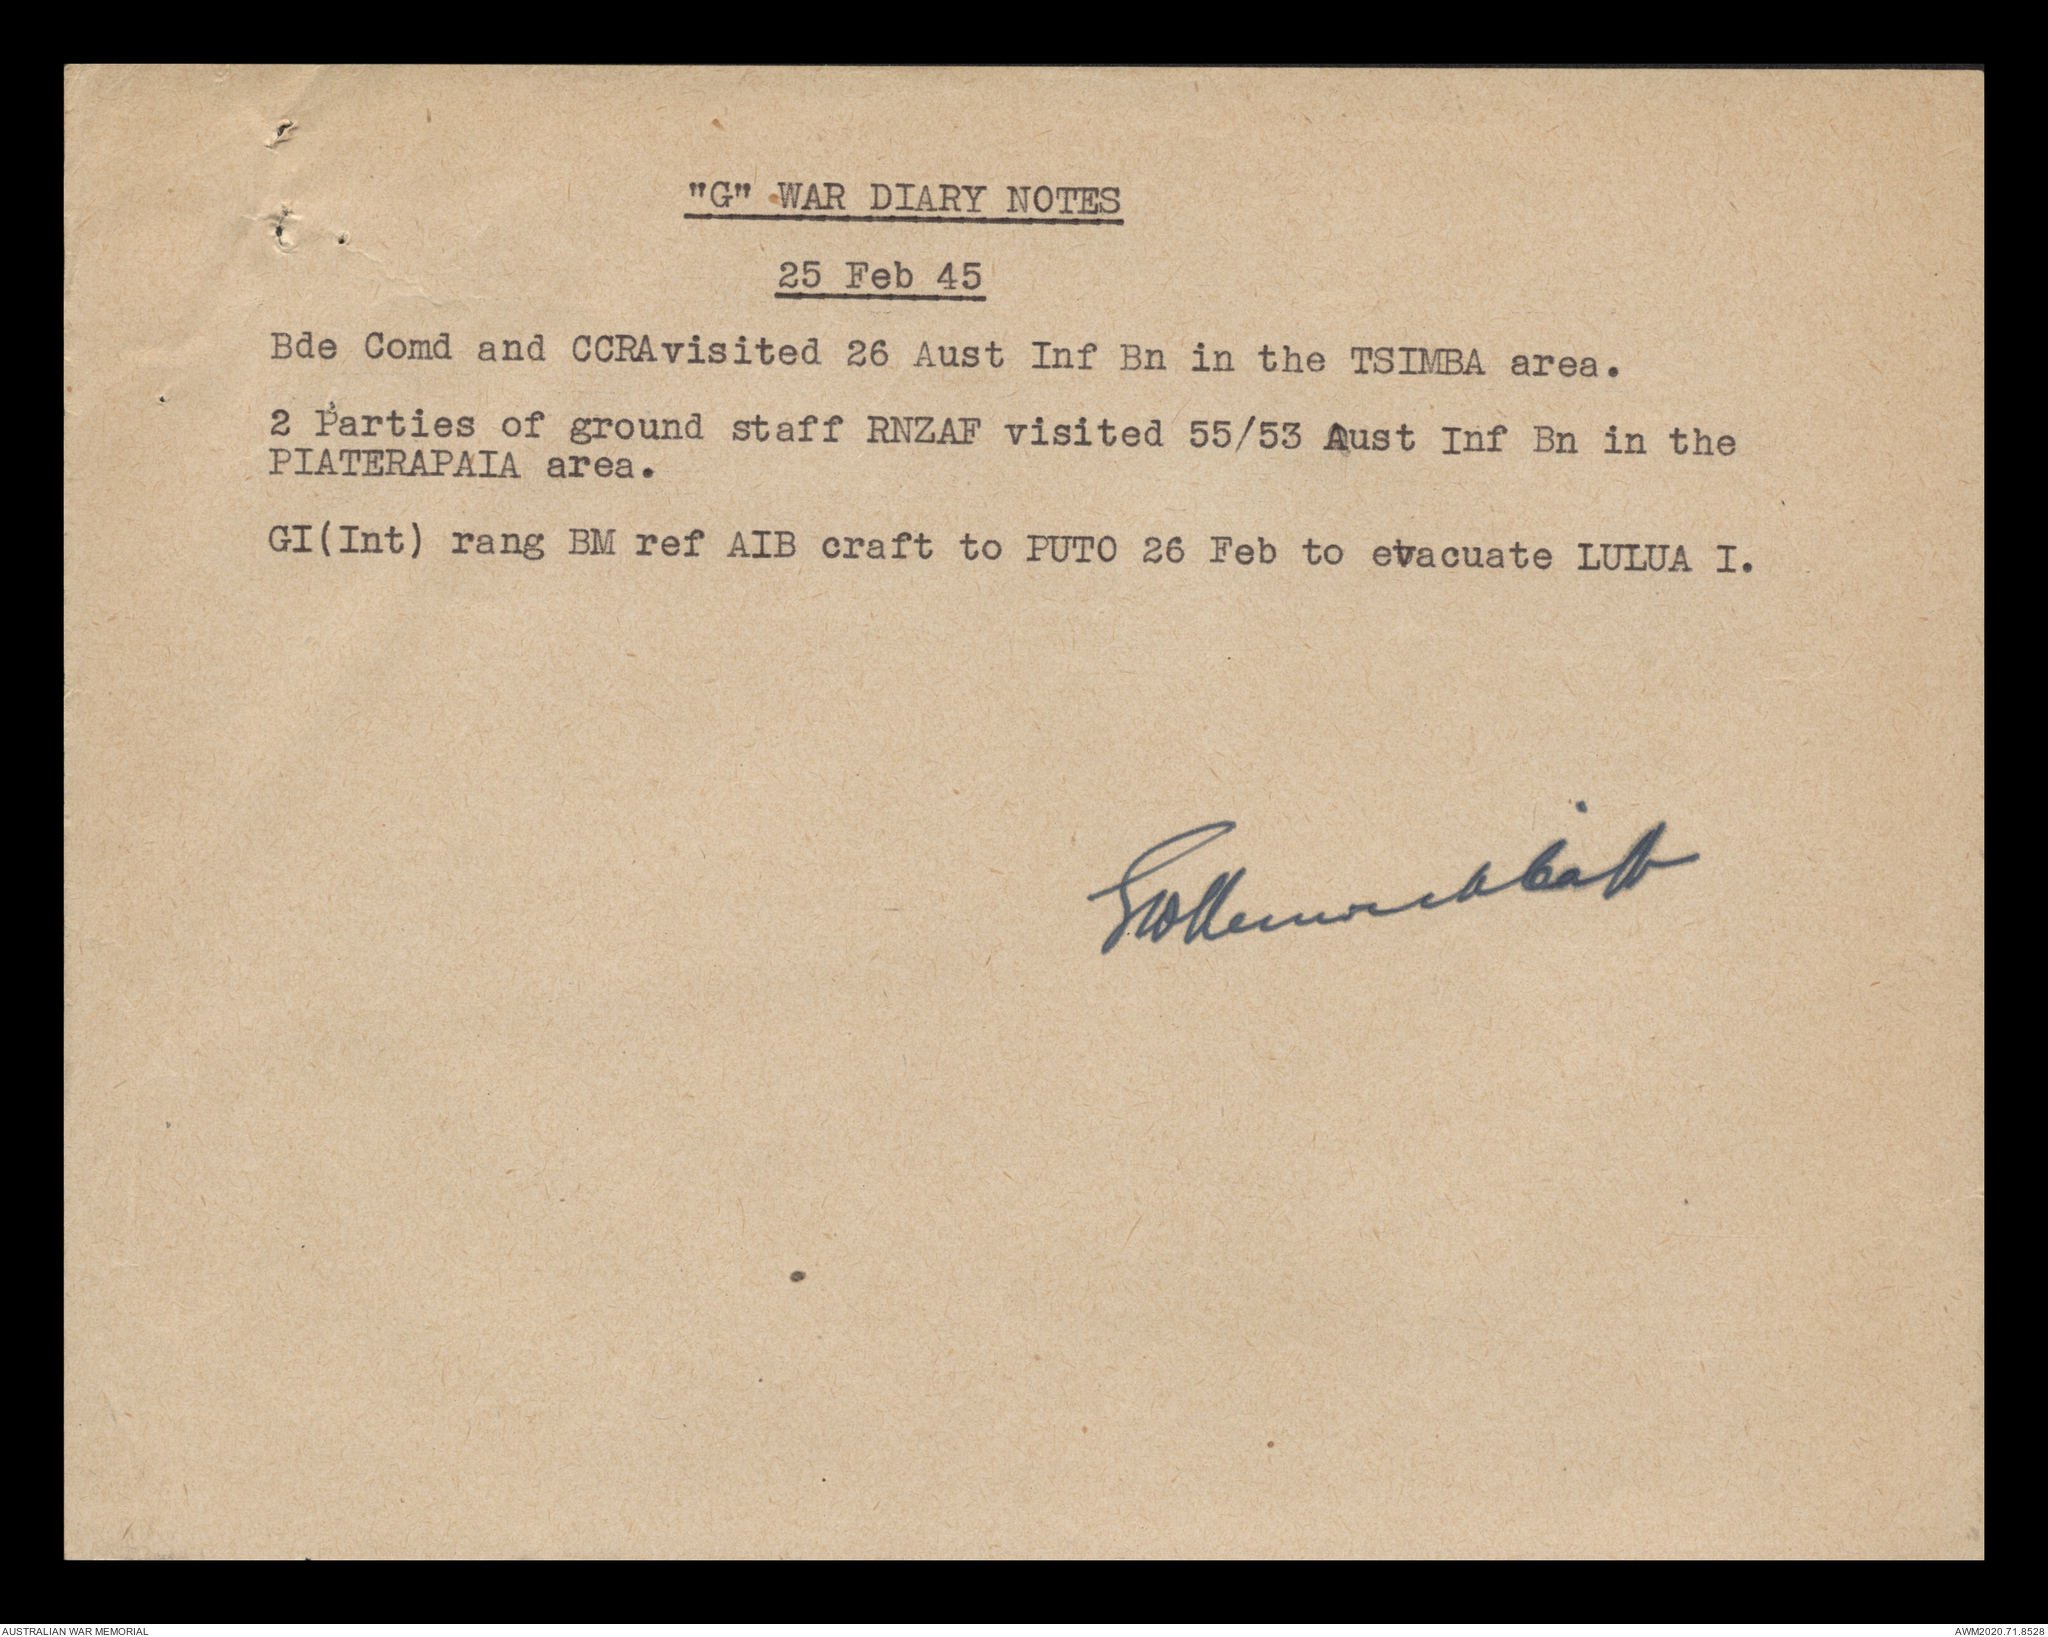 "G" WAR DIARY NOTES
25 Feb 45
Bde Comd and CCRAvisited 26 Aust Inf Bn in the TSIMBA area.
2 Parties of ground staff RNZAF visited 55/53 Aust Inf Bn in the
PIATERAPAIA area.
GI(Int) rang BM ref AIB craft to PUTO 26 Feb to evacuate LULUA I.
AUSTRALIAN WAR MEMORIAL
AWM2020.71.8528